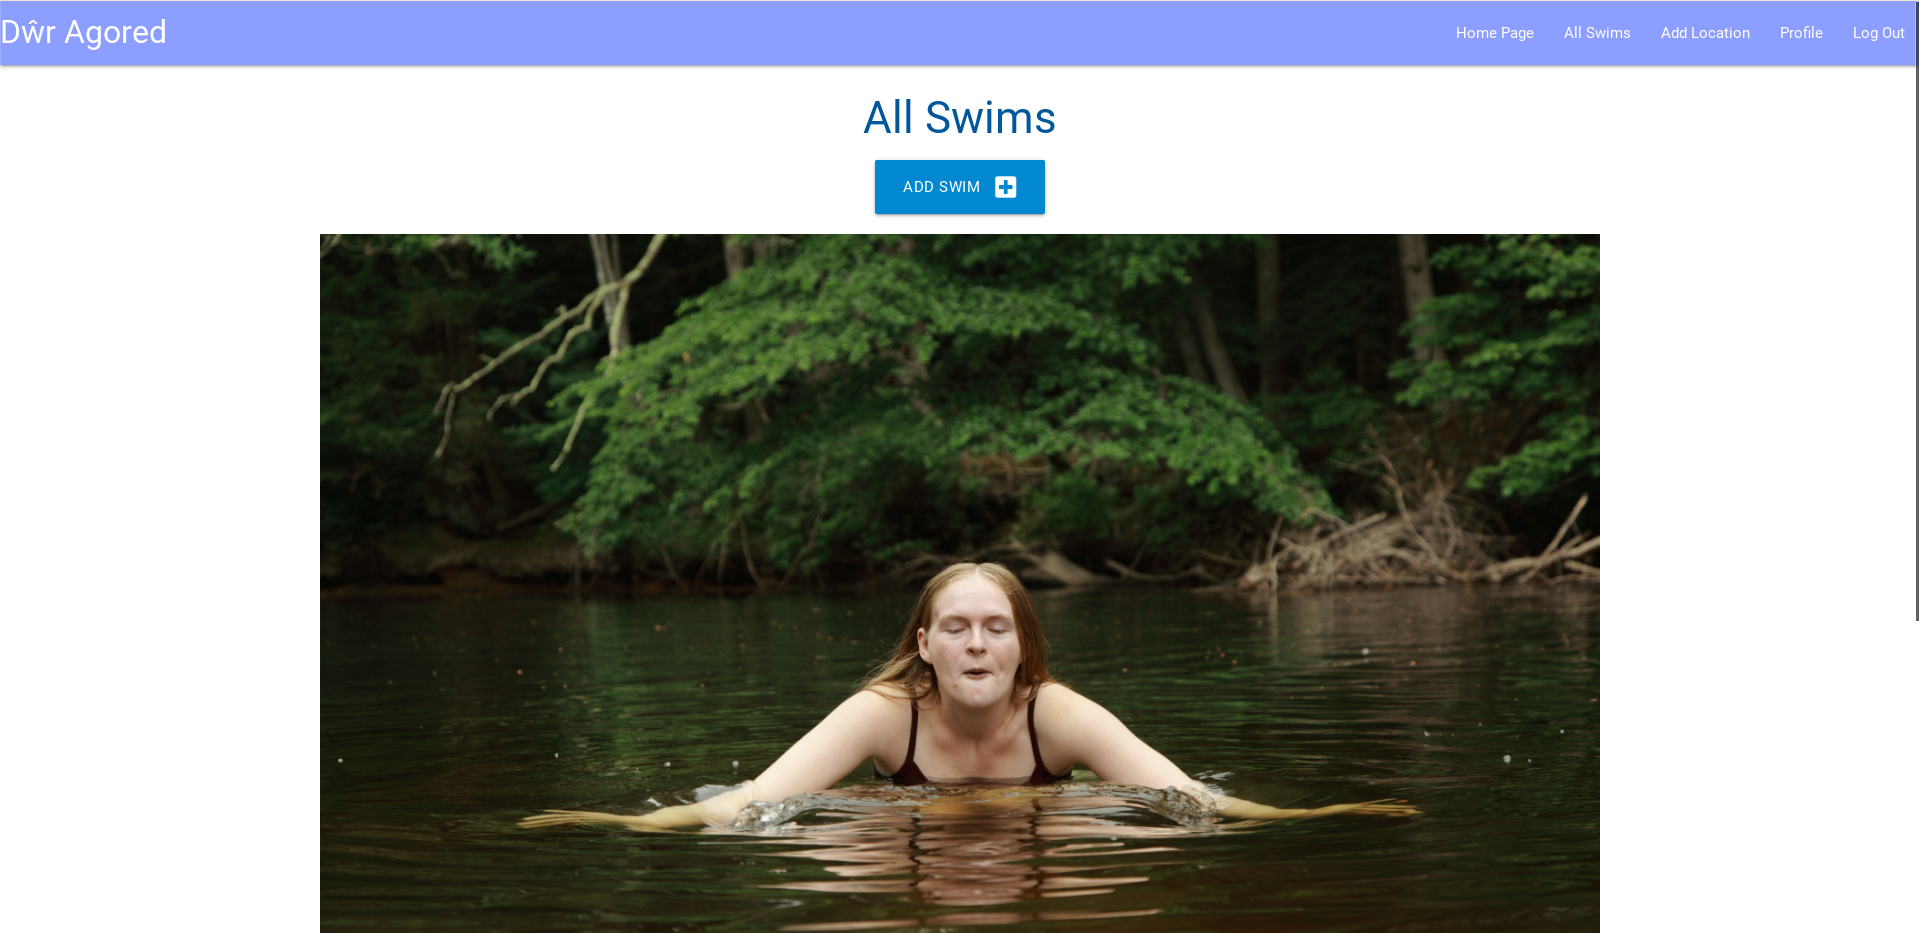 Dŵr Agored
Home Page
All Swims
Add Location
Profile
Log Out
All Swims
ADD SWIM